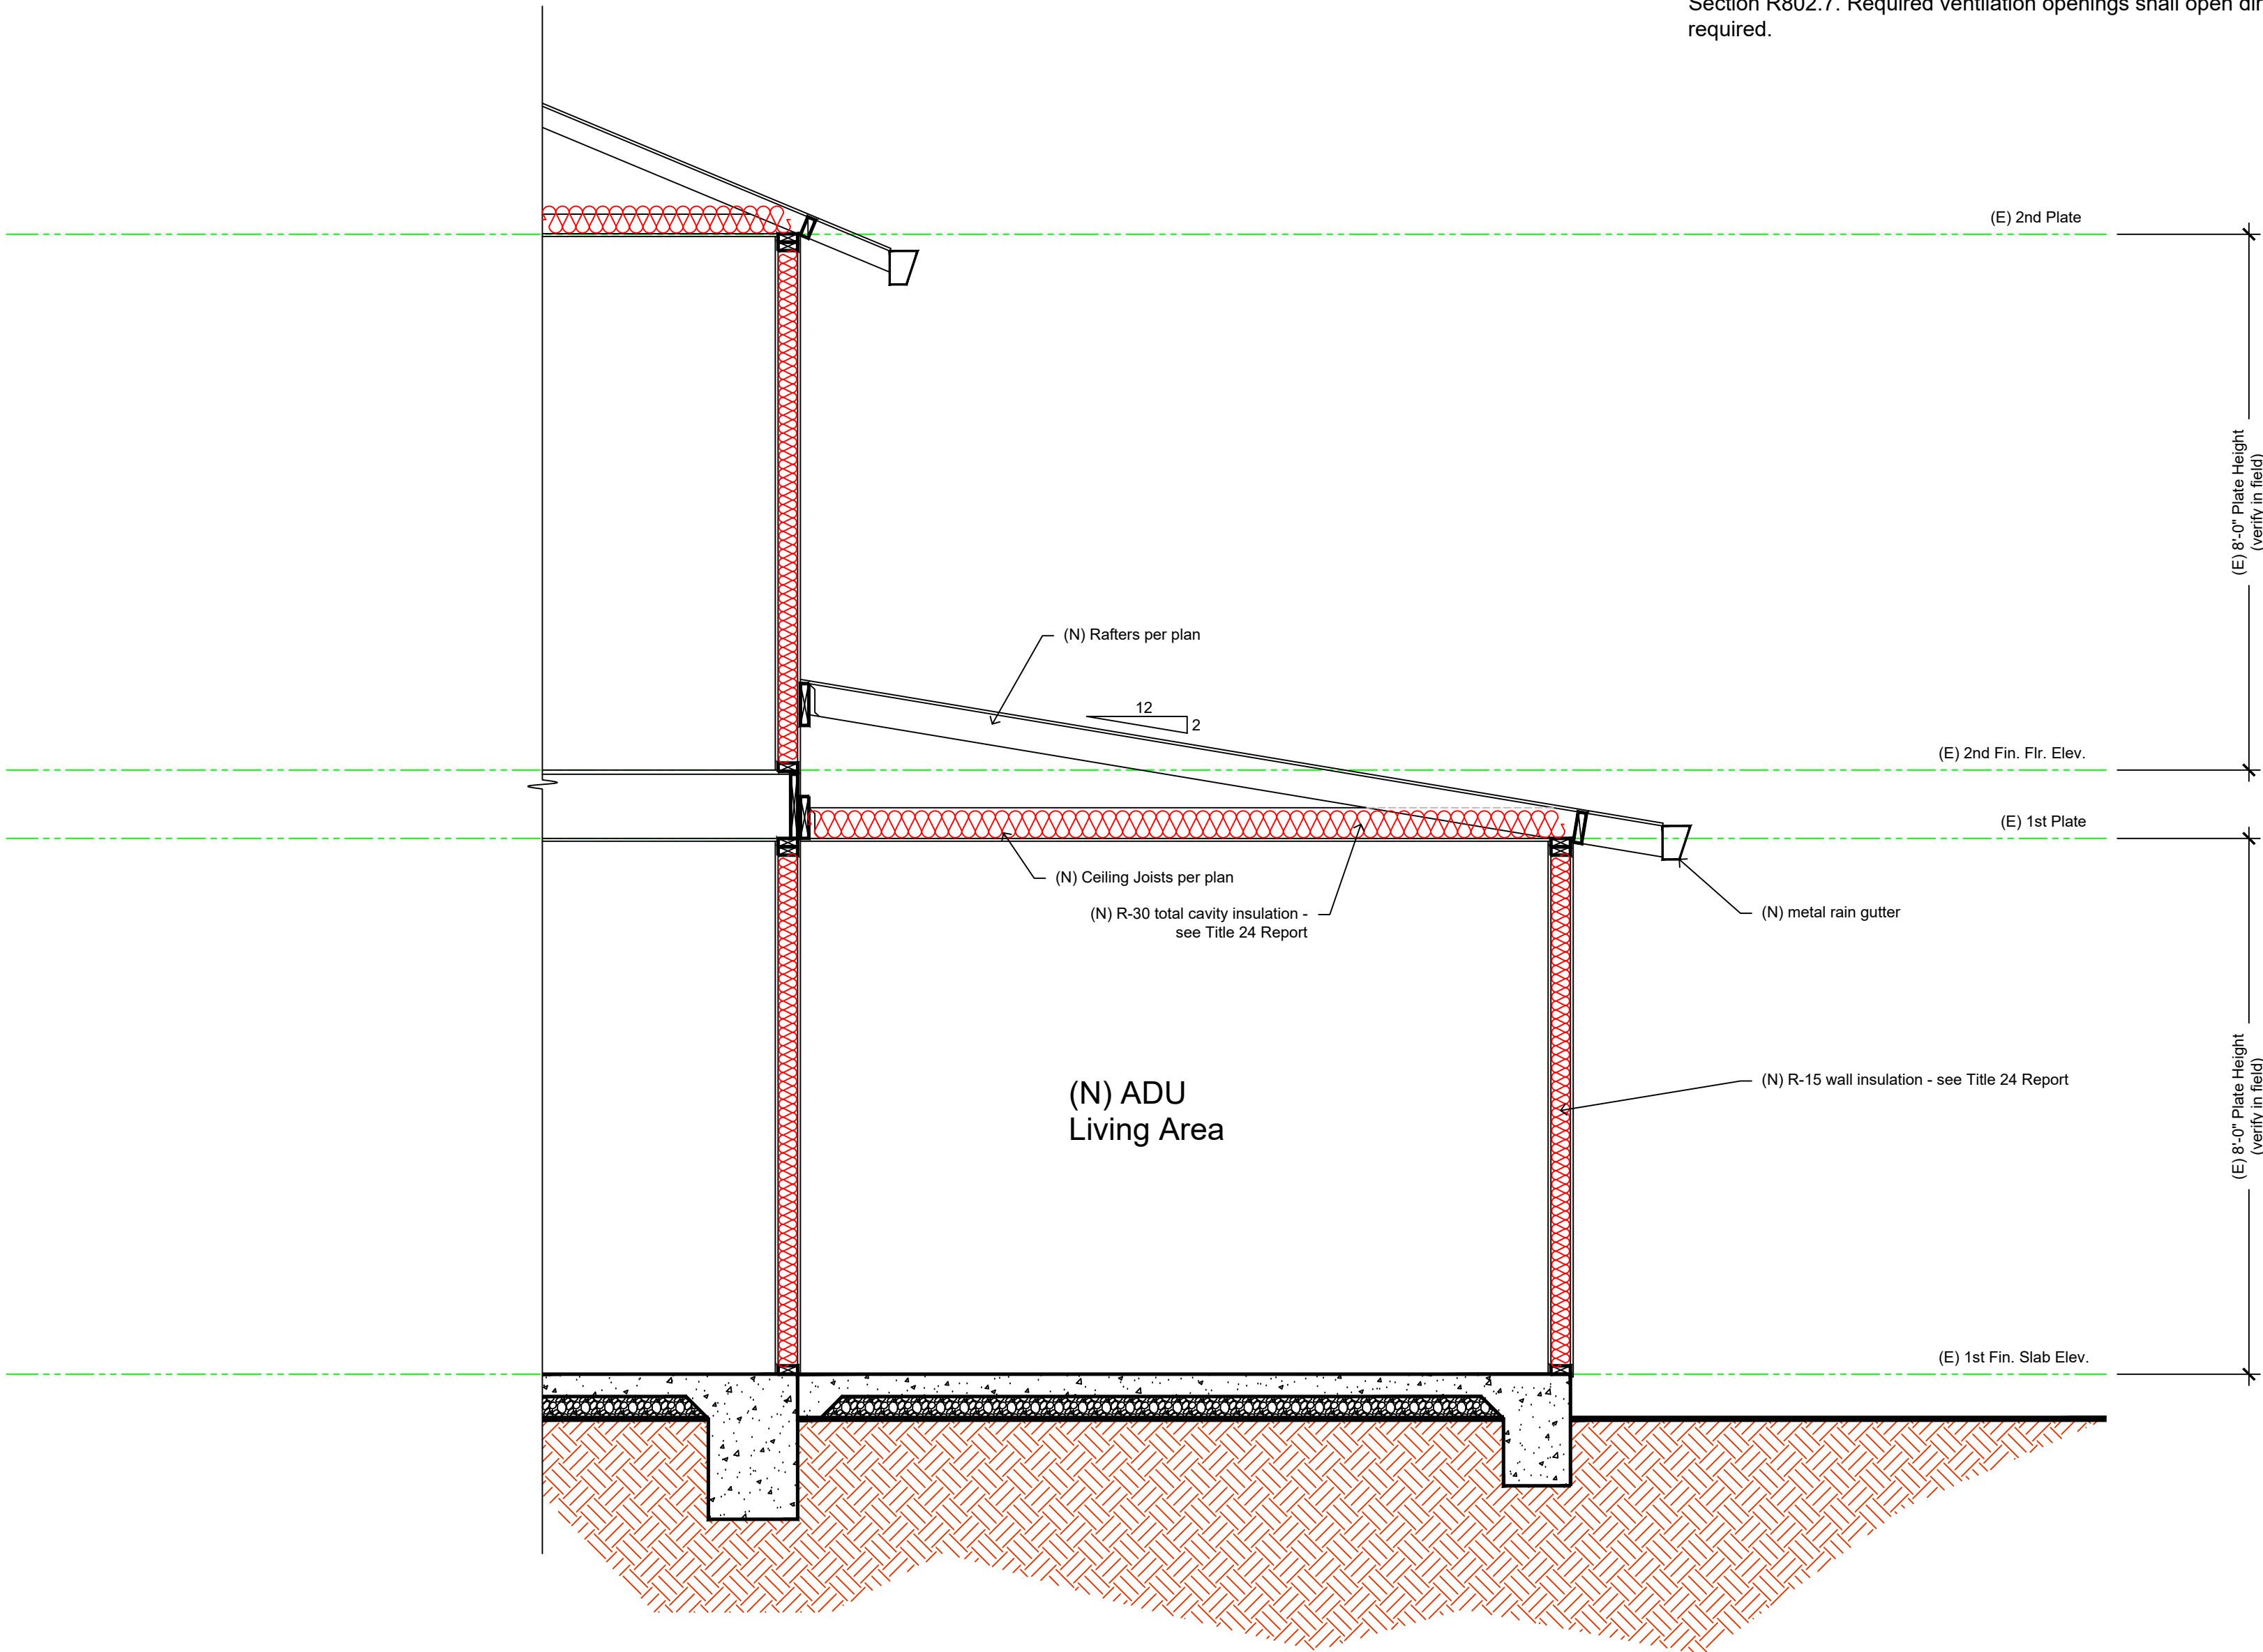 Section R802.7. Required ventilation openings shall open dir
required.
(E) 2nd Plate
(E) 8'-0" Plate Height
(verify in field)
(N) Rafters per plan
12
2
(E) 2nd Fin. Flr. Elev.
(E) 1st Plate
(N) Ceiling Joists per plan
(N) R-30 total cavity insulation -
see Title 24 Report
(N) metal rain gutter
(N) ADU
Living Area
(N) R-15 wall insulation - see Title 24 Report
(E) 8'-0" Plate Height
(verify in field)
(E) 1st Fin. Slab Elev.